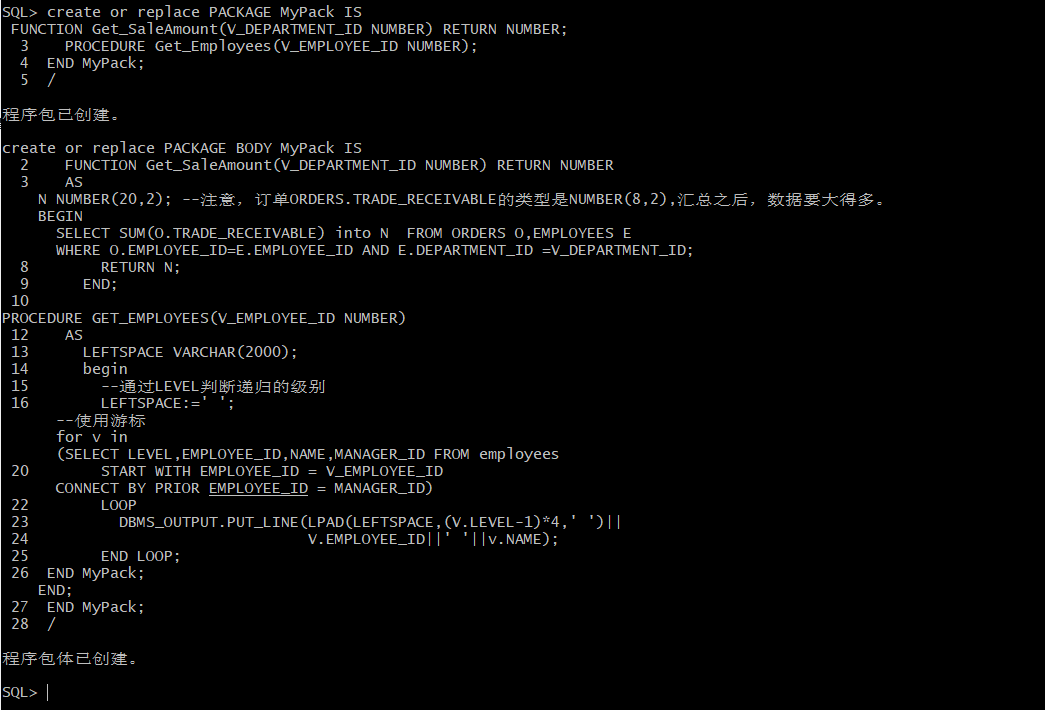 SQL> create or replace PACKAGE MyPack IS
 FUNCTION Get_SaleAmount(V_DEPARTMENT_ID NUMBER) RETURN NUMBER;
  3    PROCEDURE Get_Employees(V_EMPLOYEE_ID NUMBER);
  4  END MyPack;
  5  /
程序包已创建。
create or replace PACKAGE BODY MyPack IS
  2    FUNCTION Get_SaleAmount(V_DEPARTMENT_ID NUMBER) RETURN NUMBER
  3    AS
    N NUMBER(20,2); --注意，订单ORDERS.TRADE_RECEIVABLE的类型是NUMBER(8,2),汇总之后，数据要大得多。
    BEGIN
      SELECT SUM(O.TRADE_RECEIVABLE) into N  FROM ORDERS O,EMPLOYEES E
      WHERE O.EMPLOYEE_ID=E.EMPLOYEE_ID AND E.DEPARTMENT_ID =V_DEPARTMENT_ID;
  8        RETURN N;
  9      END;
 10
PROCEDURE GET_EMPLOYEES(V_EMPLOYEE_ID NUMBER)
 12    AS
 13      LEFTSPACE VARCHAR(2000);
 14      begin
 15        --通过LEVEL判断递归的级别
 16        LEFTSPACE:=' ';
      --使用游标
      for v in
      (SELECT LEVEL,EMPLOYEE_ID,NAME,MANAGER_ID FROM employees
 20        START WITH EMPLOYEE_ID = V_EMPLOYEE_ID
      CONNECT BY PRIOR EMPLOYEE_ID = MANAGER_ID)
 22        LOOP
 23          DBMS_OUTPUT.PUT_LINE(LPAD(LEFTSPACE,(V.LEVEL-1)*4,' ')||
 24                               V.EMPLOYEE_ID||' '||v.NAME);
 25        END LOOP;
 26  END MyPack;
    END;
 27  END MyPack;
 28  /
程序包体已创建。
SQL>